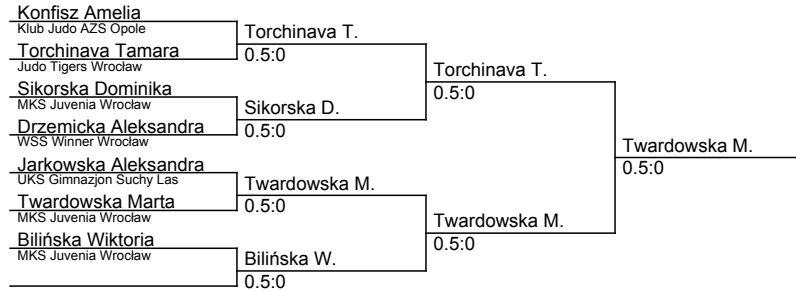 Konfisz Amelia
Klub Judo AZS Opole
Torchinava T.
Torchinava Tamara
0.5:0
Judo Tigers Wrocław
Torchinava T.
Sikorska Dominika
0.5:0
MKS Juvenia Wrocław
Sikorska D.
Drzemicka Aleksandra
0.5:0
WSS Winner Wrocław
Twardowska M.
Jarkowska Aleksandra
0.5:0
UKS Gimnazjon Suchy Las
Twardowska M.
Twardowska Marta
0.5:0
MKS Juvenia Wrocław
Twardowska M.
Bilińska Wiktoria
0.5:0
MKS Juvenia Wrocław
Bilińska W.
0.5:0